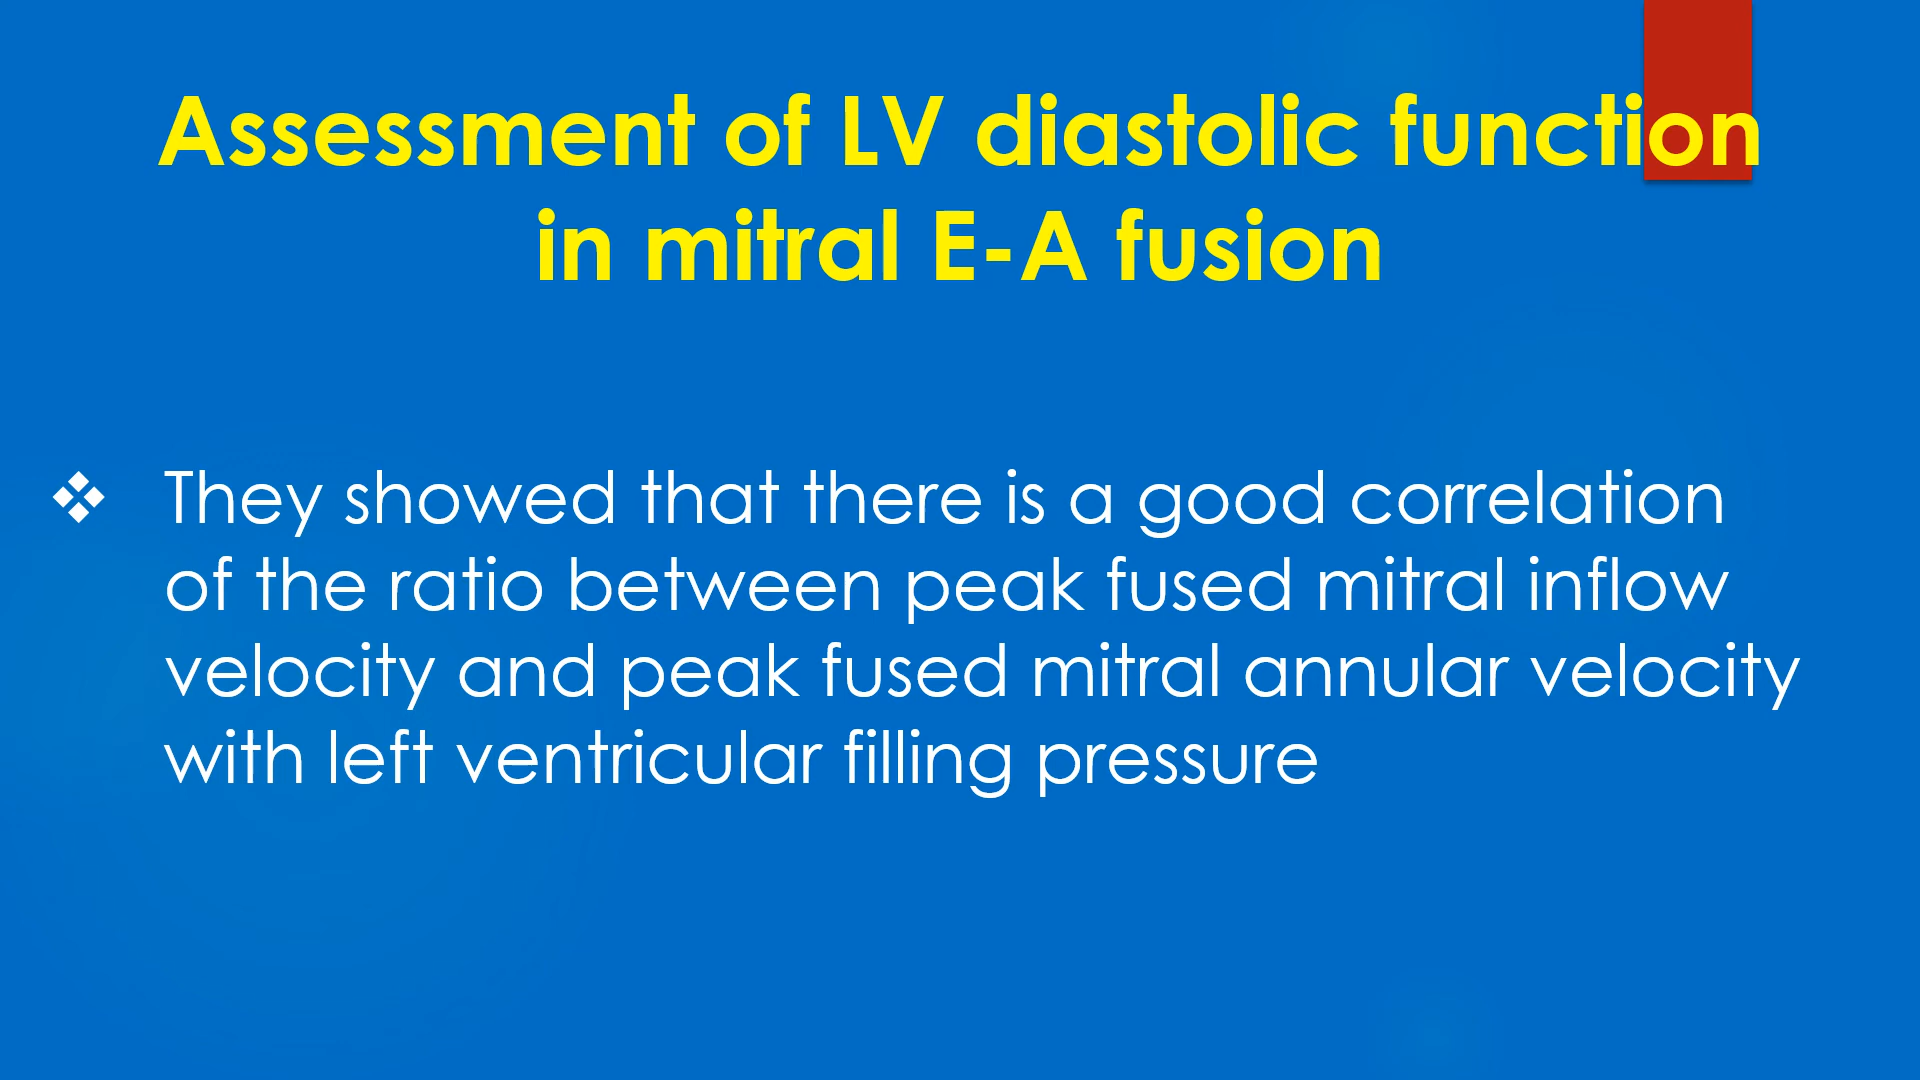 Assessment of LV diastolic function
in mitral E-A fusion
❖ They showed that there is a good correlation
of the ratio between peak fused mitral inflow
velocity and peak fused mitral annular velocity
with left ventricular filling pressure